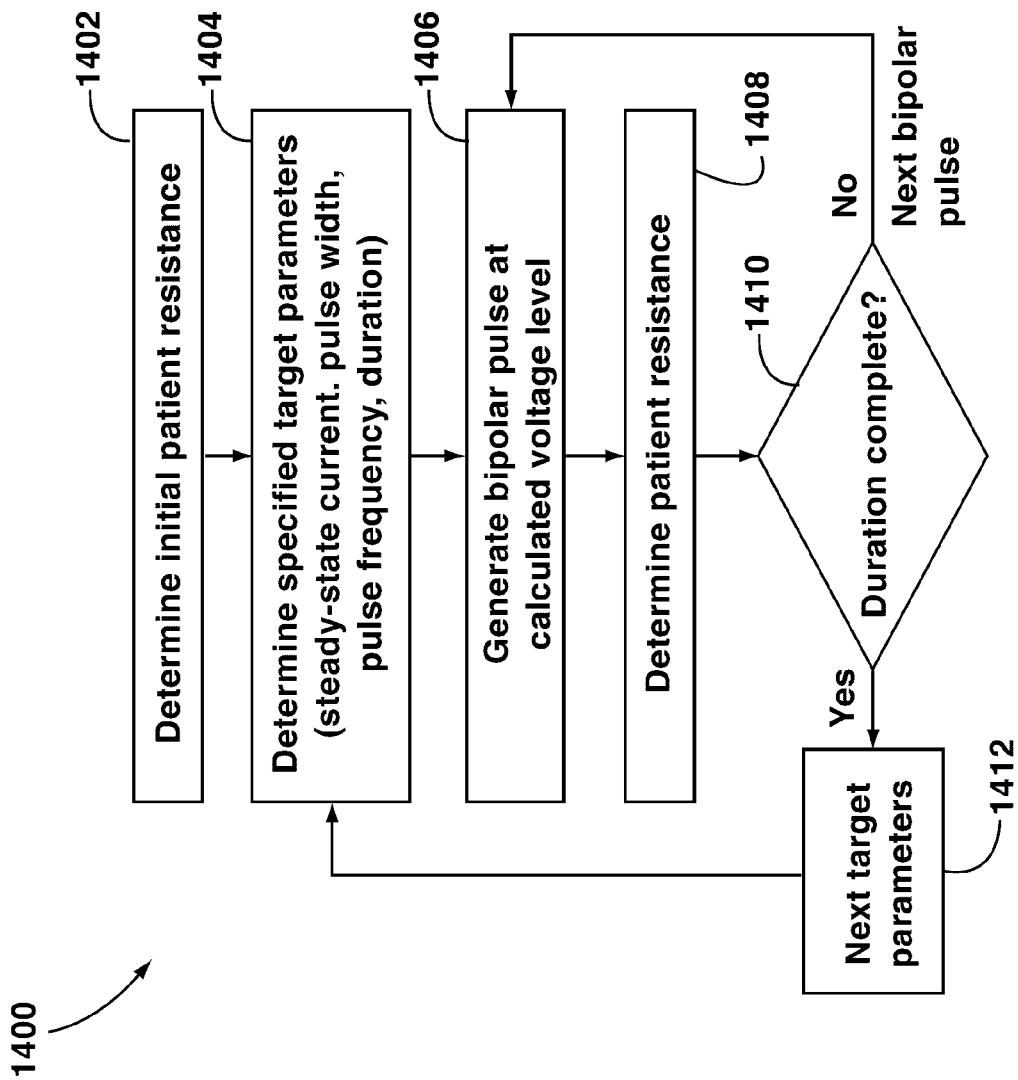 1400
1402
Determine initial patient resistance
1404
Determine specified target parameters
(steady-state current. pulse width,
pulse frequency, duration)
1406
Generate bipolar pulse at
calculated voltage level
Determine patient resistance
1408
1410
Duration complete?
Yes
No
Next bipolar
pulse
Next target
parameters
1412